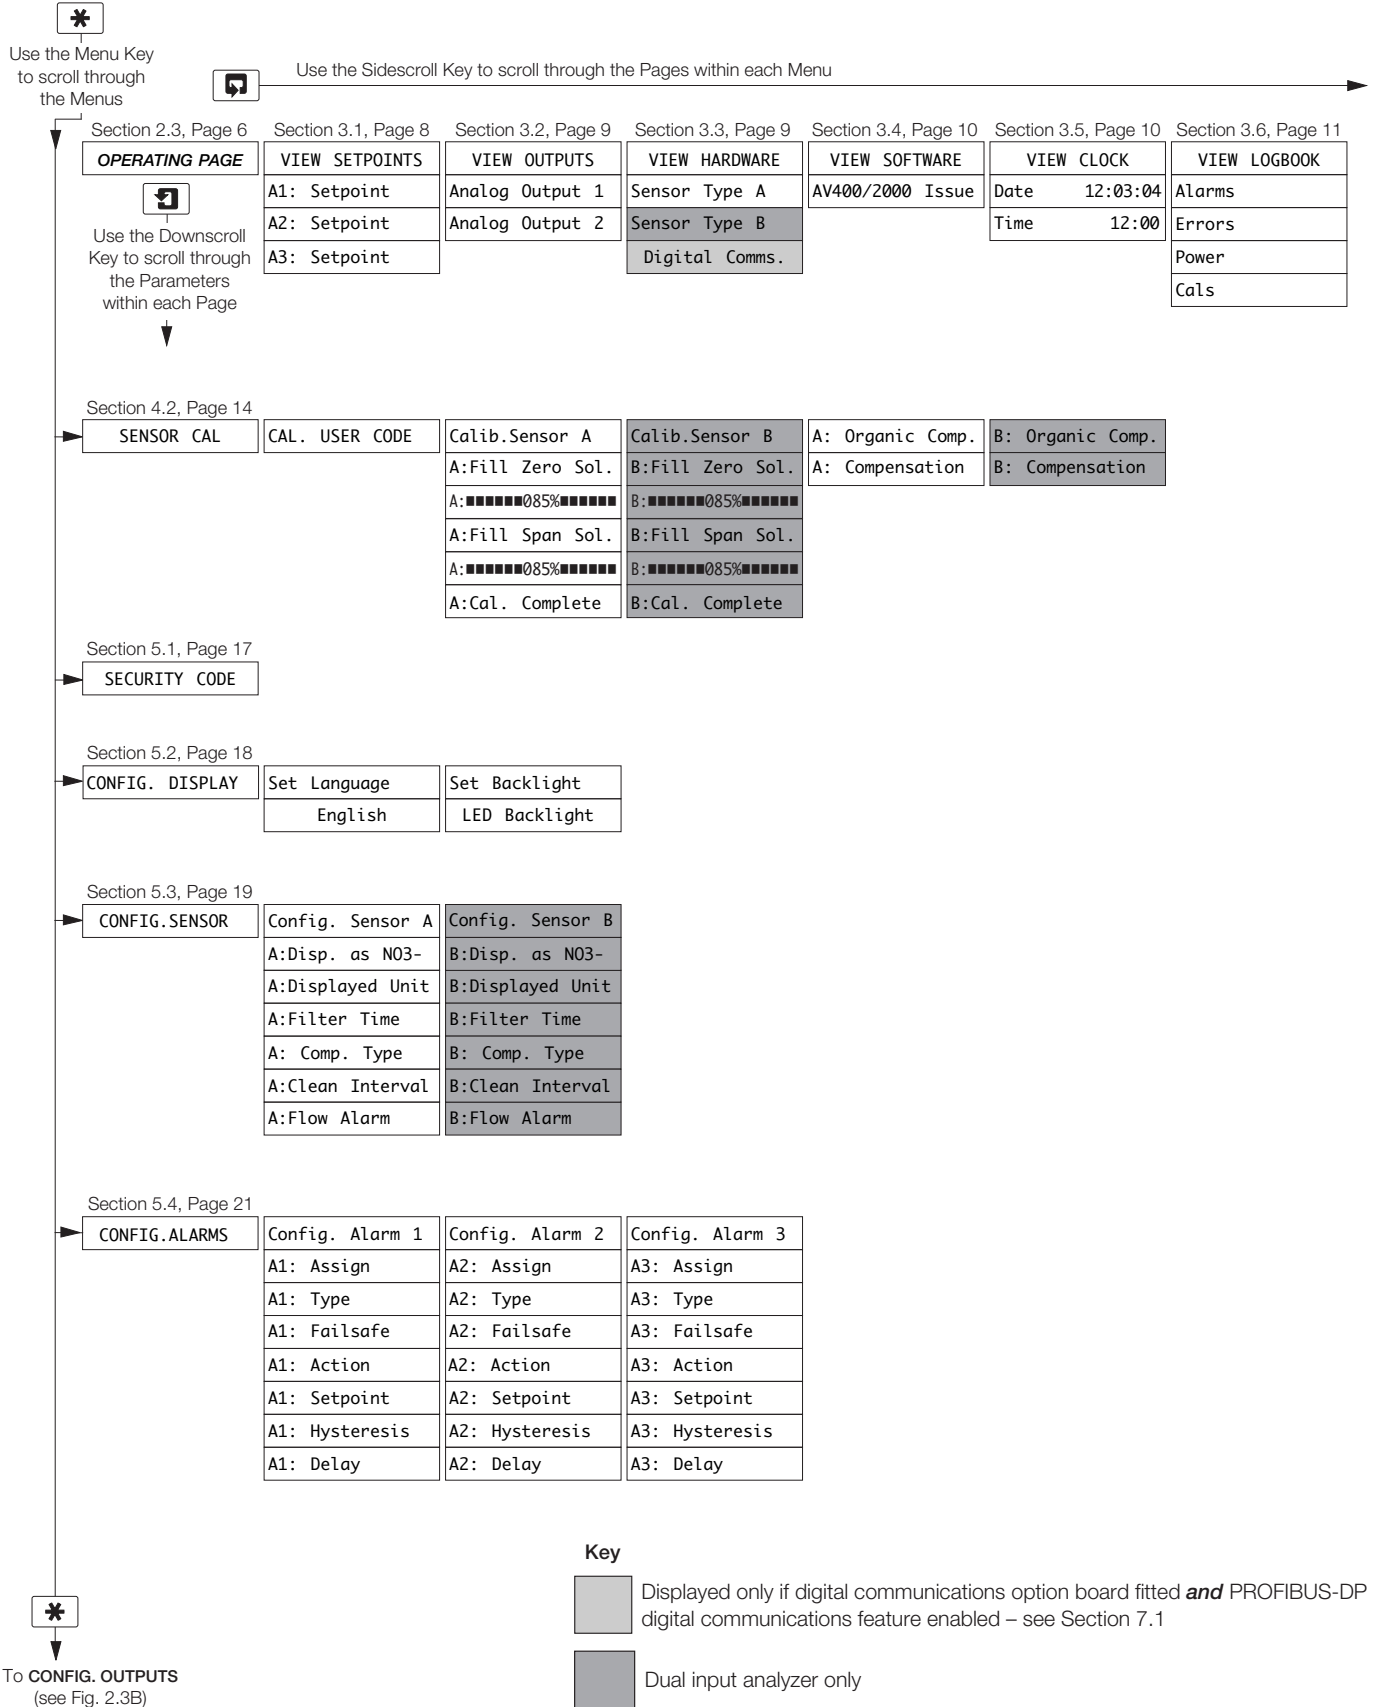 Use the Menu Key
to scroll through
the Menus
Use the Sidescroll Key to scroll through the Pages within each Menu
Section 2.3, Page 6
Section 3.1, Page 8
Section 3.2, Page 9
Section 3.3, Page 9
Section 3.4, Page 10
Section 3.5, Page 10
Section 3.6, Page 11
OPERATING PAGE
Use the Downscroll
Key to scroll through
the Parameters
within each Page
VIEW SETPOINTS
A1: Setpoint
A2: Setpoint
A3: Setpoint
VIEW OUTPUTS
Analog Output 1
Analog Output 2
VIEW HARDWARE
Sensor Type A
Sensor Type B
Digital Comms.
VIEW SOFTWARE
AV400/2000 Issue
VIEW CLOCK
Date 12:03:04
Time 12:00
VIEW LOGBOOK
Alarms
Errors
Power
Cals
Section 4.2, Page 14
SENSOR CAL
CAL. USER CODE
Calib.Sensor A
A:Fill Zero Sol.
A:■■■■■■085%■■■■■■
A:Fill Span Sol.
A:■■■■■■085%■■■■■■
A:Cal. Complete
Calib.Sensor B
B:Fill Zero Sol.
B:■■■■■■085%■■■■■■
B:Fill Span Sol.
B:■■■■■■085%■■■■■■
B:Cal. Complete
A: Organic Comp.
A: Compensation
B: Organic Comp.
B: Compensation
Section 5.1, Page 17
SECURITY CODE
Section 5.2, Page 18
CONFIG. DISPLAY
Set Language
English
Set Backlight
LED Backlight
Section 5.3, Page 19
CONFIG.SENSOR
Config. Sensor A
A:Disp. as NO3-
A:Displayed Unit
A:Filter Time
A: Comp. Type
A:Clean Interval
A:Flow Alarm
Config. Sensor B
B:Disp. as NO3-
B:Displayed Unit
B:Filter Time
B: Comp. Type
B:Clean Interval
B:Flow Alarm
Section 5.4, Page 21
CONFIG.ALARMS
Config. Alarm 1
A1: Assign
A1: Type
A1: Failsafe
A1: Action
A1: Setpoint
A1: Hysteresis
A1: Delay
Config. Alarm 2
A2: Assign
A2: Type
A2: Failsafe
A2: Action
A2: Setpoint
A2: Hysteresis
A2: Delay
Config. Alarm 3
A3: Assign
A3: Type
A3: Failsafe
A3: Action
A3: Setpoint
A3: Hysteresis
A3: Delay
Key
Displayed only if digital communications option board fitted and PROFIBUS-DP
digital communications feature enabled – see Section 7.1
Dual input analyzer only
To CONFIG. OUTPUTS
(see Fig. 2.3B)